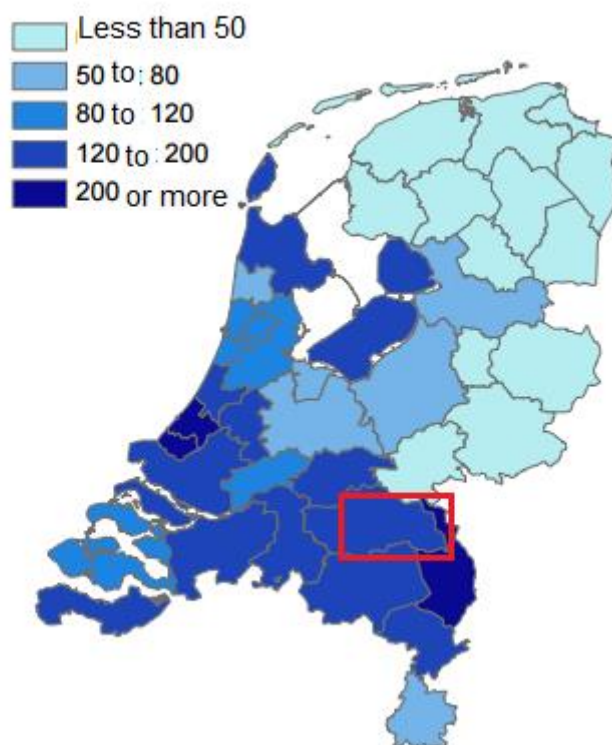 Less than 50
50 to : 80
80 to 120
120 to : 200
200 or more